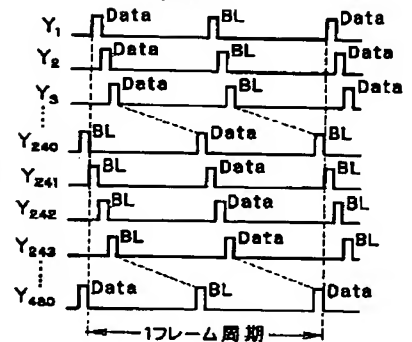 Y₁ Data BL Data
Y₂ Data BL Data
Y₃ Data BL Data
Y₂₄₀ BL Data BL
Y₂₄₁ BL Data BL
Y₂₄₂ BL Data BL
Y₂₄₃ BL Data BL
Y₄₈₀ Data BL Data
1フレーム周期